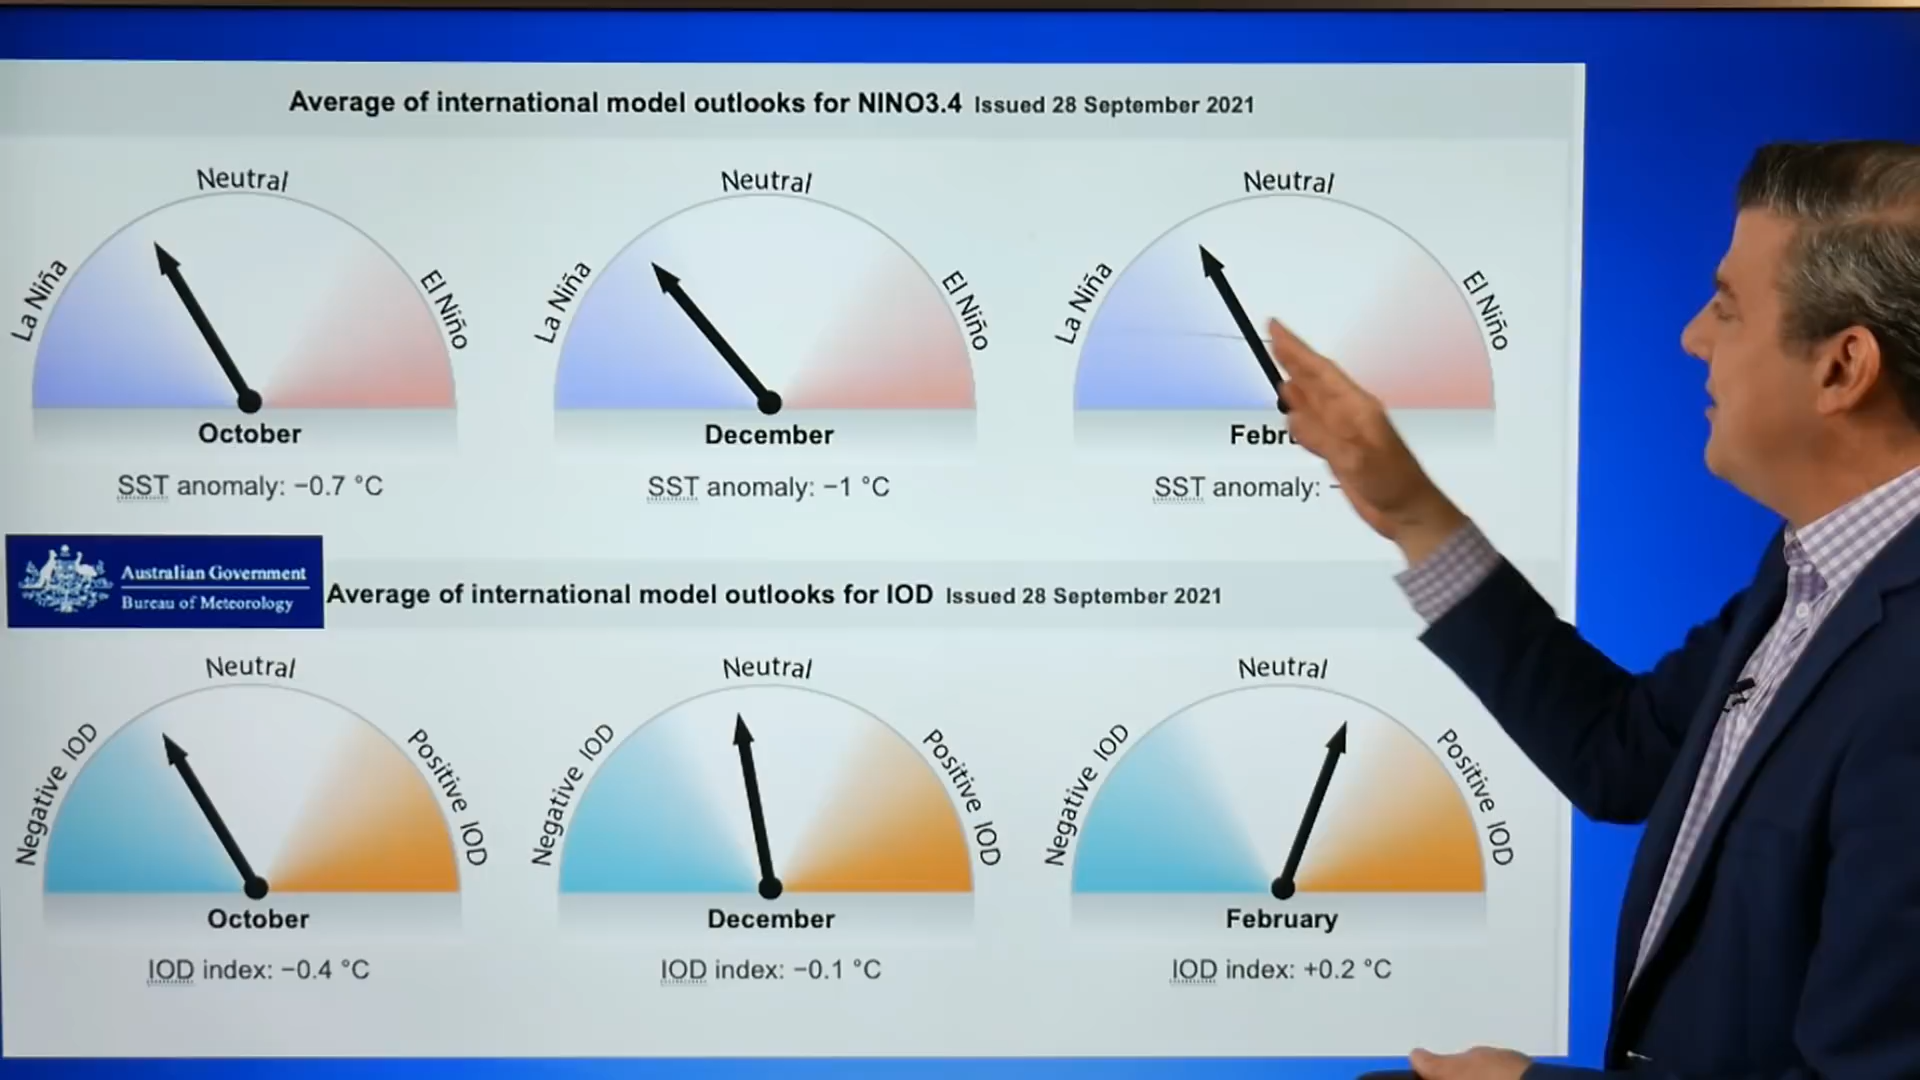 Average of international model outlooks for NINO3.4 Issued 28 September 2021
Neutral
La Niña
El Niño
October
SST anomaly: −0.7 °C
Neutral
La Niña
El Niño
December
SST anomaly: −1 °C
Neutral
La Niña
El Niño
SST anomaly: −
Australian Government
Bureau of Meteorology
Average of international model outlooks for IOD Issued 28 September 2021
Neutral
Negative IOD
Positive IOD
October
IOD index: −0.4 °C
Neutral
Negative IOD
Positive IOD
December
IOD index: −0.1 °C
Neutral
Negative IOD
Positive IOD
February
IOD index: +0.2 °C